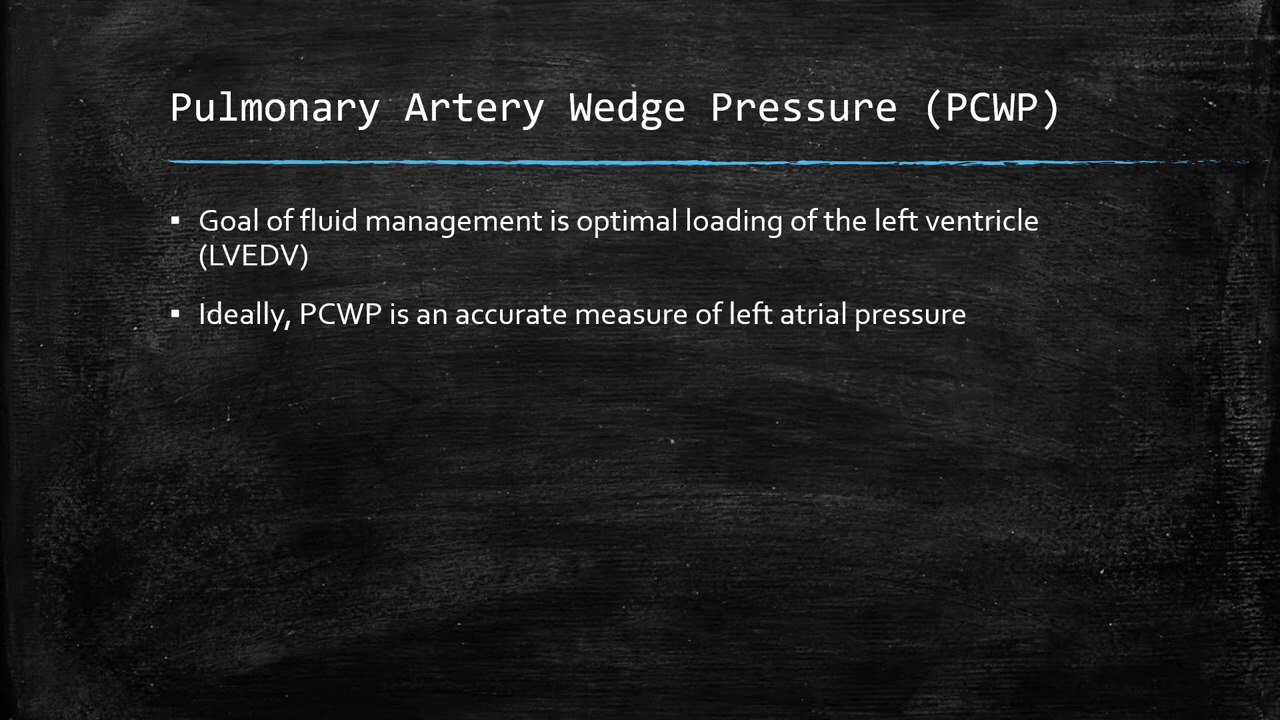 Pulmonary Artery Wedge Pressure (PCWP)
▪ Goal of fluid management is optimal loading of the left ventricle
(LVEDV)
▪ Ideally, PCWP is an accurate measure of left atrial pressure